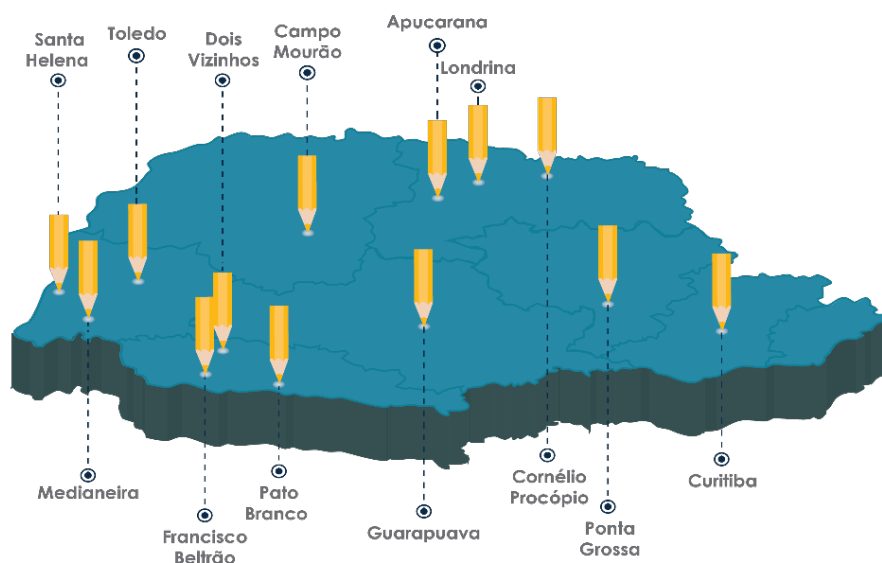 Santa
Helena
Toledo
Dois
Vizinhos
Campo
Mourão
Apucarana
Londrina
Medianeira
Francisco
Beltrão
Pato
Branco
Guarapuava
Cornélio
Procópio
Ponta
Grossa
Curitiba